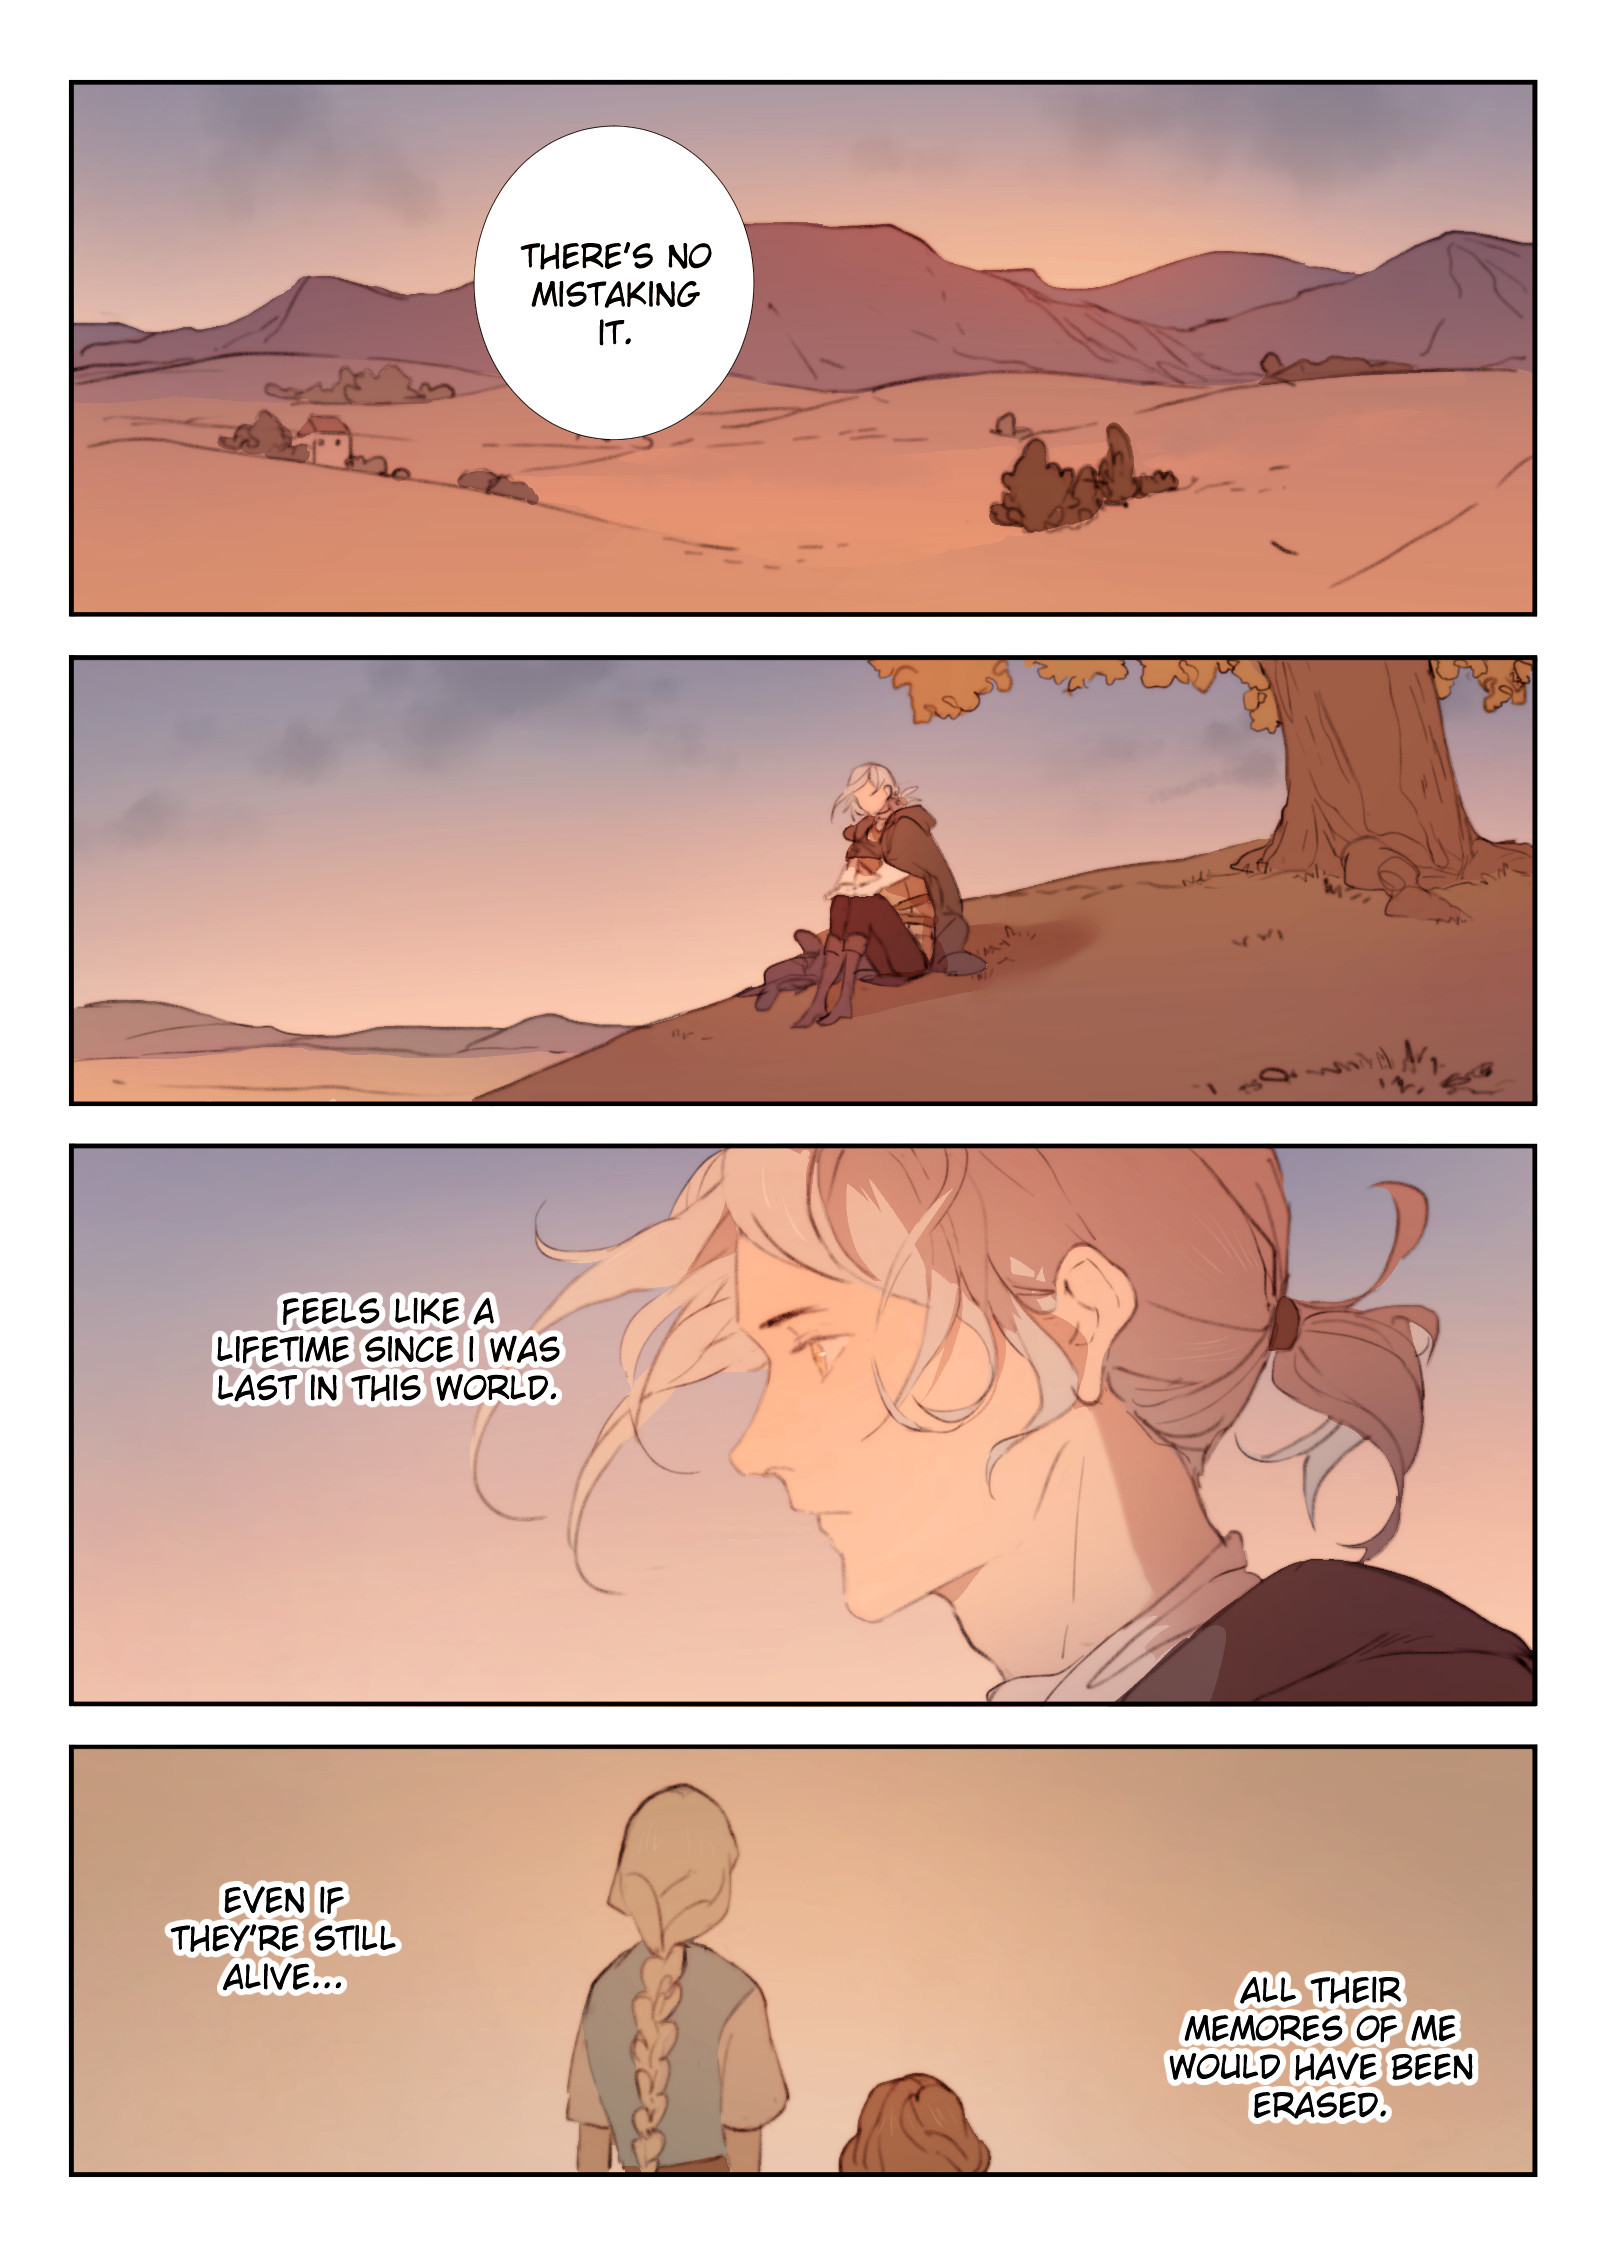 THERE'S NO
MISTAKING
IT.
FEELS LIKE A
LIFETIME SINCE I WAS
LAST IN THIS WORLD.
EVEN IF
THEY'RE STILL
ALIVE...
ALL THEIR
MEMORES OF ME
WOULD HAVE BEEN
ERASED.